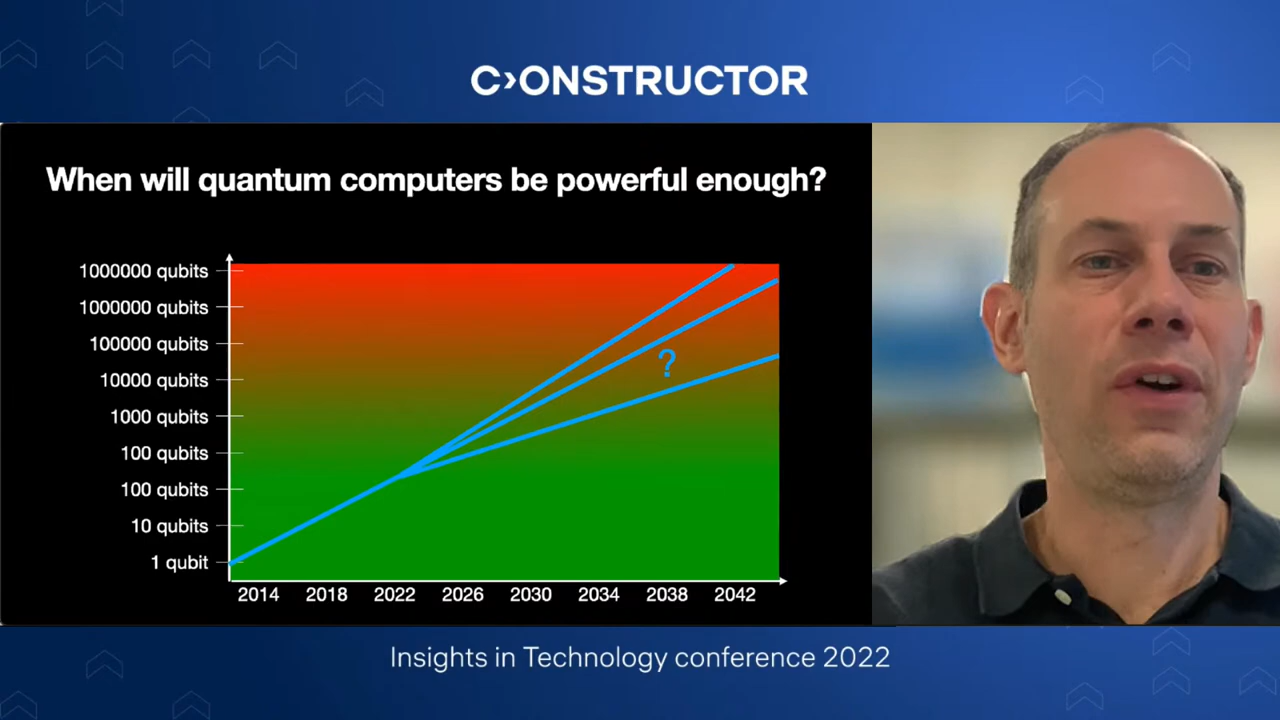 C›ONSTRUCTOR
When will quantum computers be powerful enough?
1000000 qubits
1000000 qubits
100000 qubits
10000 qubits
1000 qubits
100 qubits
100 qubits
10 qubits
1 qubit
?
2014 2018 2022 2026 2030 2034 2038 2042
Insights in Technology conference 2022